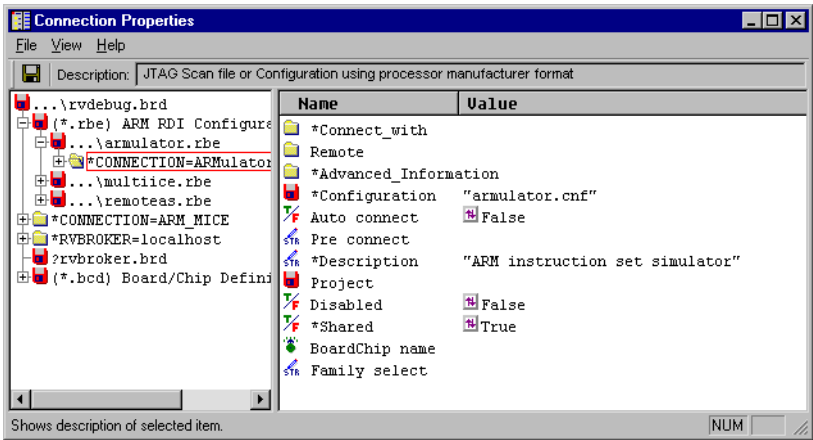 Connection Properties
File View Help
Description: JTAG Scan file or Configuration using processor manufacturer format
...\rvdebug.brd
(*.rbe) ARM RDI Configura
...\armulator.rbe
*CONNECTION=ARMulator
...\multiice.rbe
...\remoteas.rbe
*CONNECTION=ARM_MICE
*RVBROKER=localhost
?rvbroker.brd
(*.bcd) Board/Chip Defini
Name Value
*Connect_with
Remote
*Advanced_Information
*Configuration "armulator.cnf"
T/F Auto connect False
STR Pre connect
STR *Description "ARM instruction set simulator"
Project
T/F Disabled False
T/F *Shared True
BoardChip name
STR Family select
Shows description of selected item.
NUM